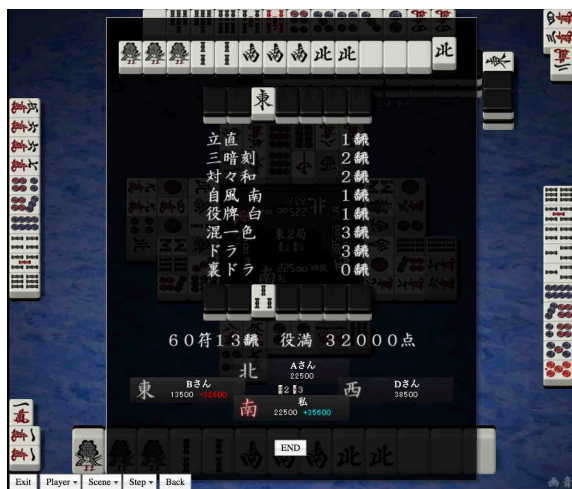 東
立直 1飜
三暗刻 2飜
対々和 2飜
自風 南 1飜
役牌 白 1飜
混一色 3飜
ドラ 3飜
裏ドラ 0飜
60符13飜 役満 32000点
北 Aさん
22500
東 Bさん
13500 -32600
2 3
西 Dさん
38500
南 私
22500 +35600
END
Exit Player Scene Step Back